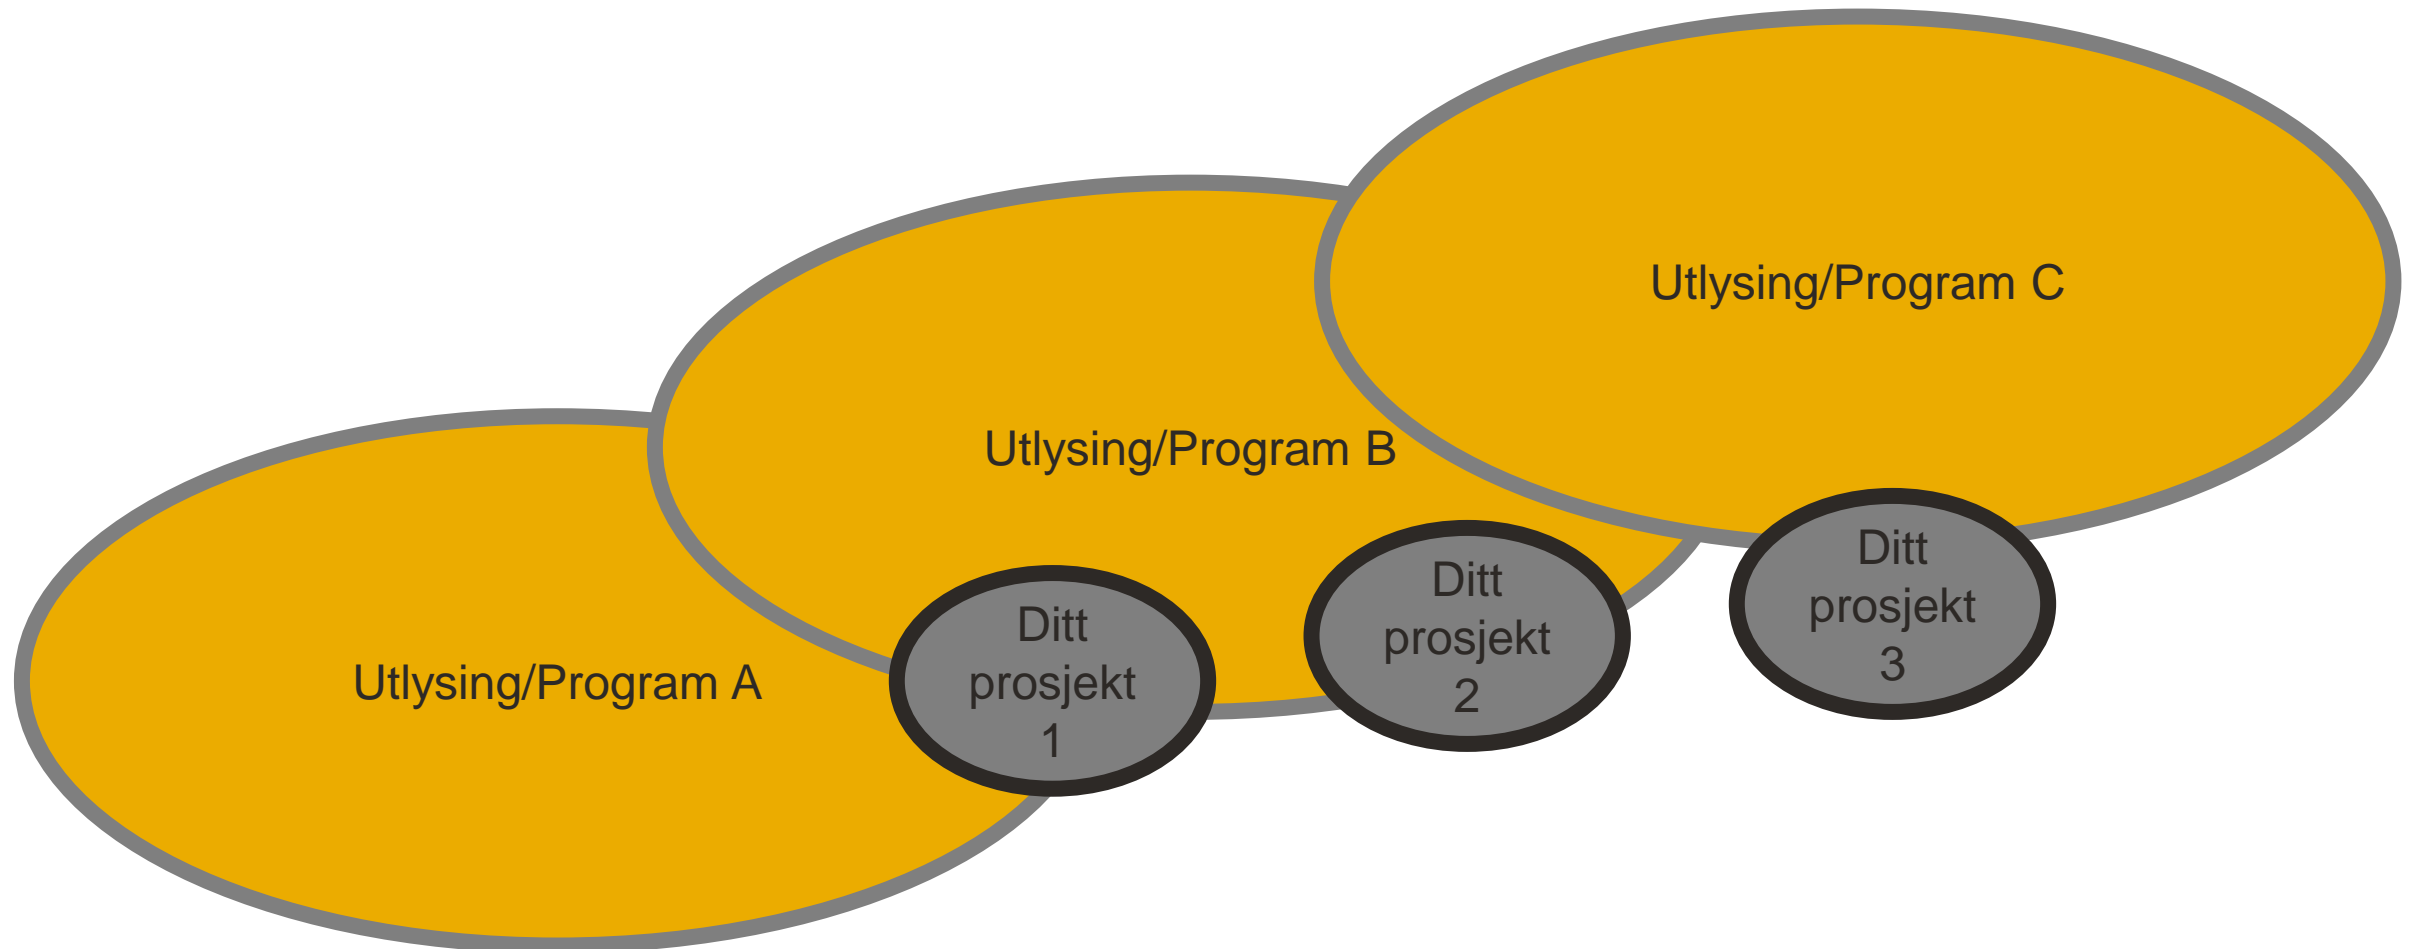 Utlysing/Program A
Utlysing/Program B
Utlysing/Program C
Ditt
prosjekt
1
Ditt
prosjekt
2
Ditt
prosjekt
3